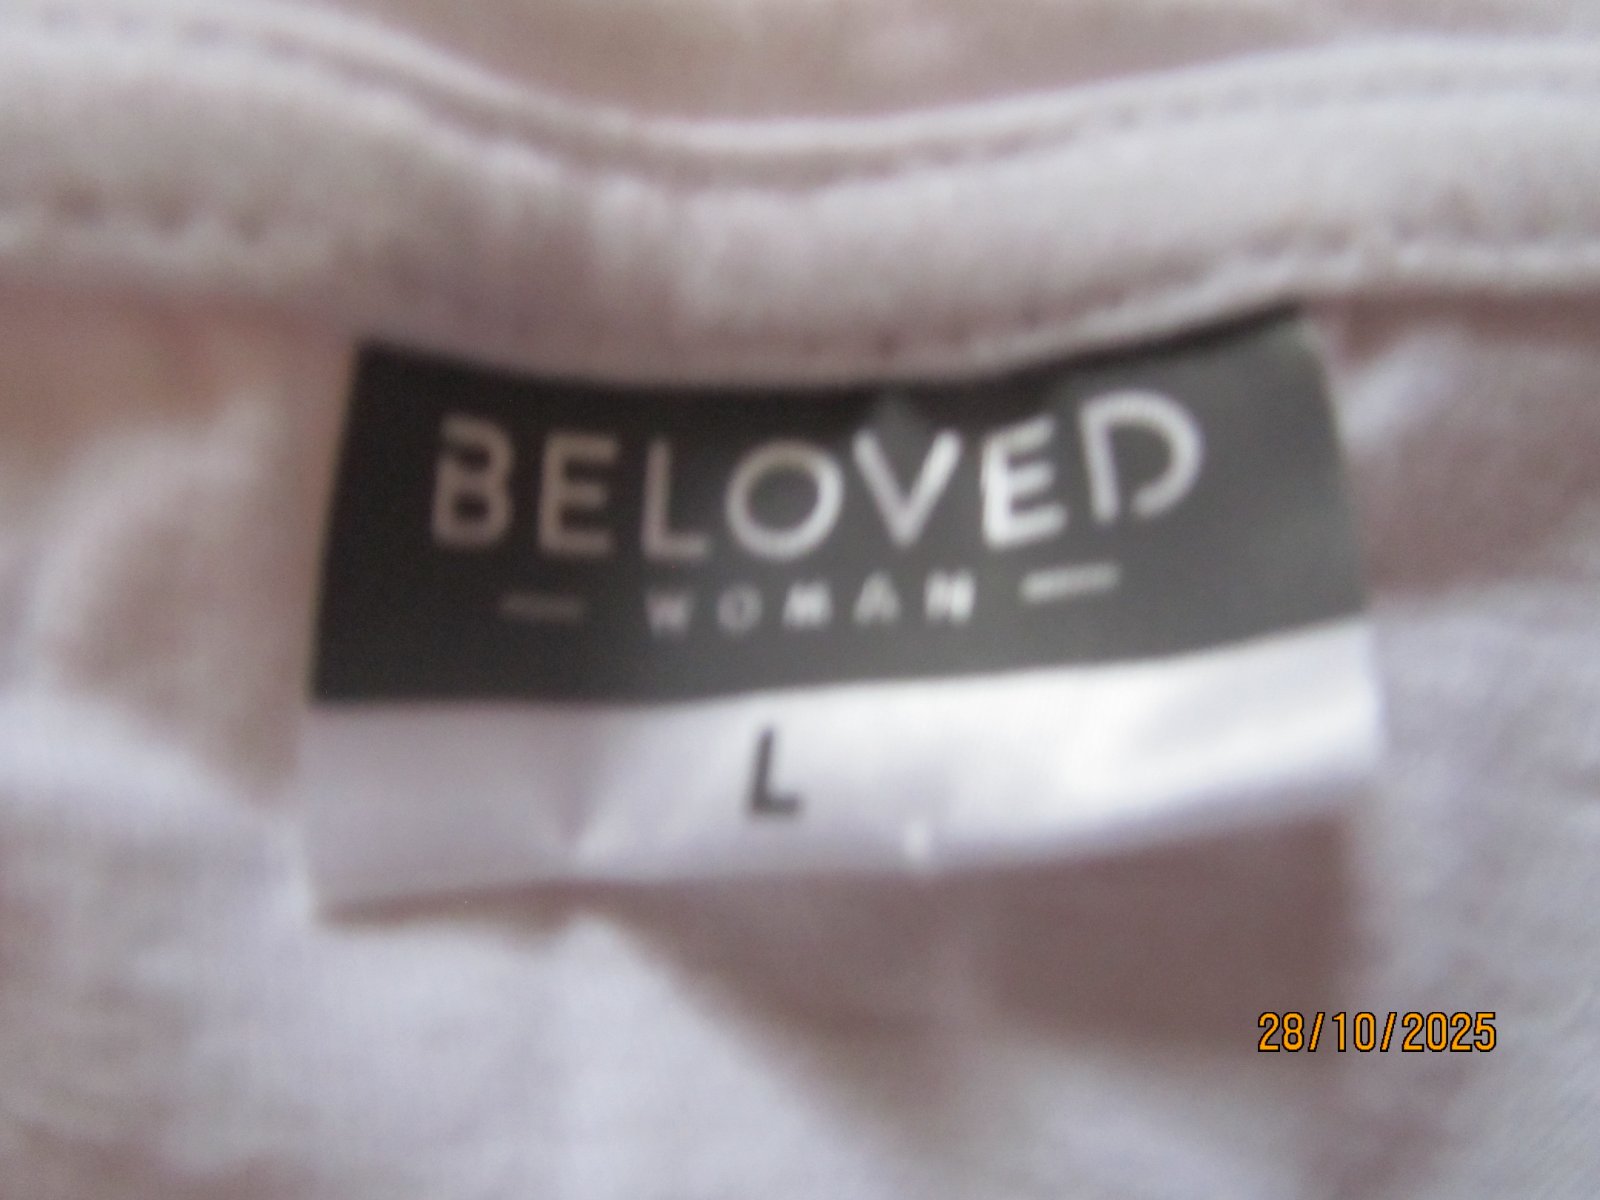 BELOVED
— WOMAN —
L
28/10/2025